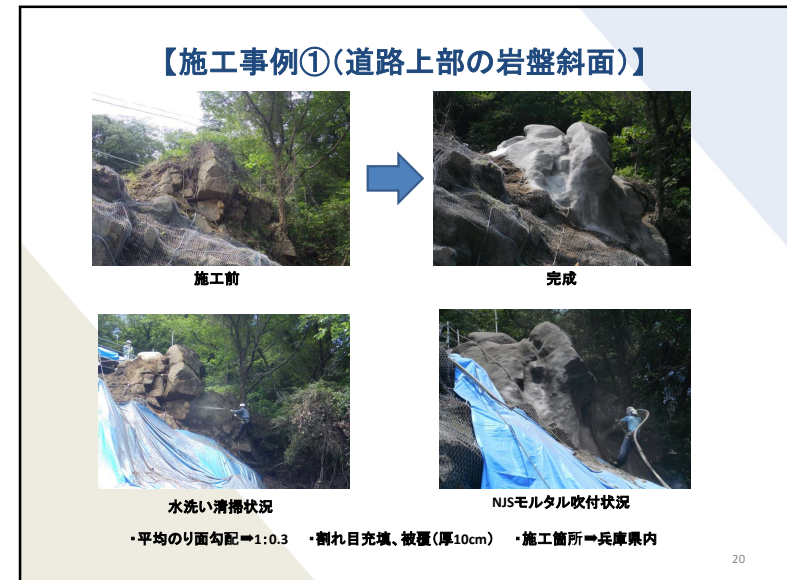 【施工事例①(道路上部の岩盤斜面)】
施工前
完成
水洗い清掃状況
NJSモルタル吹付状況
・平均のり面勾配➡1:0.3 ・割れ目充填、被覆(厚10cm) ・施工箇所➡兵庫県内
20